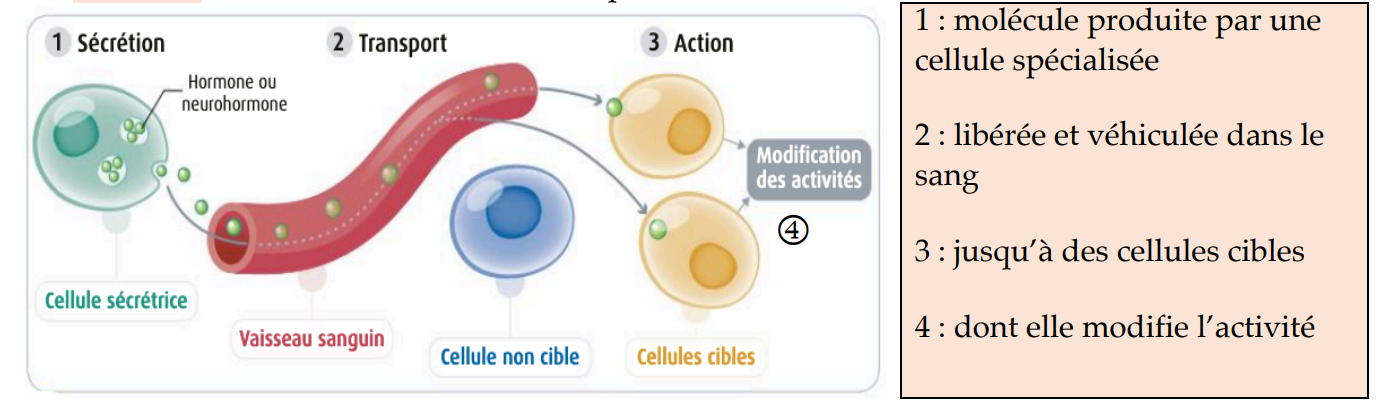 1 Sécrétion
2 Transport
3 Action
Hormone ou
neurohormone
Modification
des activités
④
Cellule sécrétrice
Vaisseau sanguin
Cellule non cible
Cellules cibles
1 : molécule produite par une
cellule spécialisée
2 : libérée et véhiculée dans le
sang
3 : jusqu’à des cellules cibles
4 : dont elle modifie l’activité